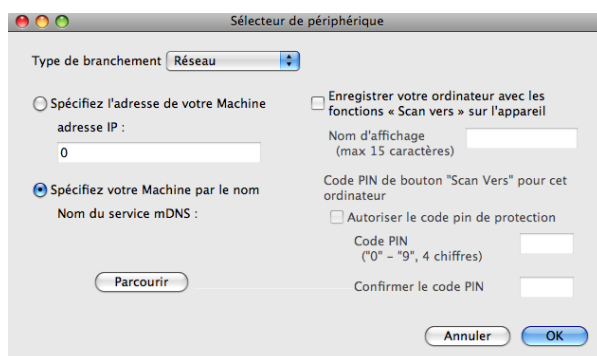 Sélecteur de périphérique
Type de branchement Réseau
Spécifiez l'adresse de votre Machine
adresse IP :
0
Spécifiez votre Machine par le nom
Nom du service mDNS :
Parcourir
Enregistrer votre ordinateur avec les
fonctions « Scan vers » sur l'appareil
Nom d'affichage
(max 15 caractères)
Code PIN de bouton "Scan Vers" pour cet
ordinateur
Autoriser le code pin de protection
Code PIN
("0" – "9", 4 chiffres)
Confirmer le code PIN
Annuler
OK